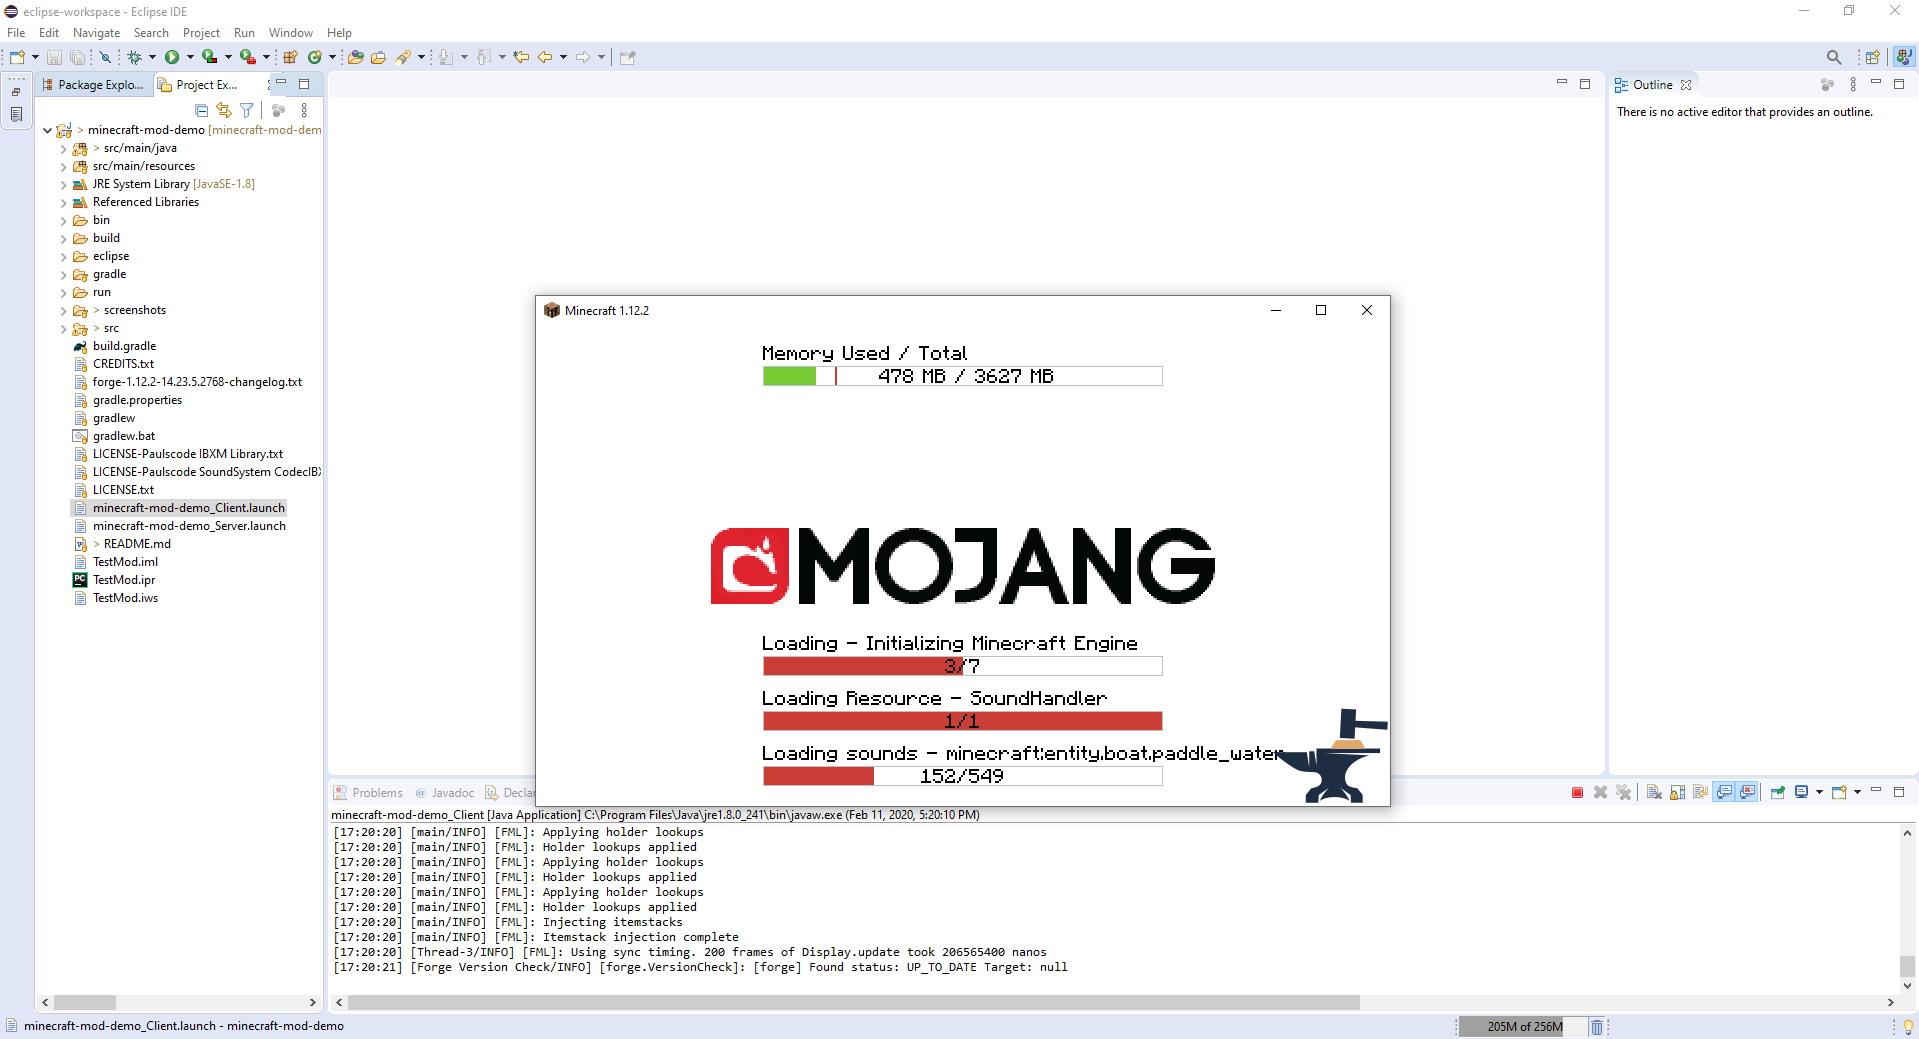 eclipse-workspace - Eclipse IDE
File Edit Navigate Search Project Run Window Help
Package Explo...
Project Ex...
minecraft-mod-demo [minecraft-mod-dem
> src/main/java
src/main/resources
JRE System Library [JavaSE-1.8]
Referenced Libraries
bin
build
eclipse
gradle
run
> screenshots
> src
build.gradle
CREDITS.txt
forge-1.12.2-14.23.5.2768-changelog.txt
gradle.properties
gradlew
gradlew.bat
LICENSE-Paulscode IBXM Library.txt
LICENSE-Paulscode SoundSystem CodecIBX
LICENSE.txt
minecraft-mod-demo_Client.launch
minecraft-mod-demo_Server.launch
> README.md
TestMod.iml
PC TestMod.ipr
TestMod.iws
Outline
There is no active editor that provides an outline.
Minecraft 1.12.2
Memory Used / Total
478 MB / 3627 MB
MOJANG
Loading - Initializing Minecraft Engine
3/7
Loading Resource - SoundHandler
1/1
Loading sounds - minecraft:entity.boat.paddle_water
152/549
Problems @ Javadoc Declar
minecraft-mod-demo_Client [Java Application] C:\Program Files\Java\jre1.8.0_241\bin\javaw.exe (Feb 11, 2020, 5:20:10 PM)
[17:20:20] [main/INFO] [FML]: Applying holder lookups
[17:20:20] [main/INFO] [FML]: Holder lookups applied
[17:20:20] [main/INFO] [FML]: Applying holder lookups
[17:20:20] [main/INFO] [FML]: Holder lookups applied
[17:20:20] [main/INFO] [FML]: Applying holder lookups
[17:20:20] [main/INFO] [FML]: Holder lookups applied
[17:20:20] [main/INFO] [FML]: Injecting itemstacks
[17:20:20] [main/INFO] [FML]: Itemstack injection complete
[17:20:20] [Thread-3/INFO] [FML]: Using sync timing. 200 frames of Display.update took 206565400 nanos
[17:20:21] [Forge Version Check/INFO] [forge.VersionCheck]: [forge] Found status: UP_TO_DATE Target: null
minecraft-mod-demo_Client.launch - minecraft-mod-demo
205M of 256M